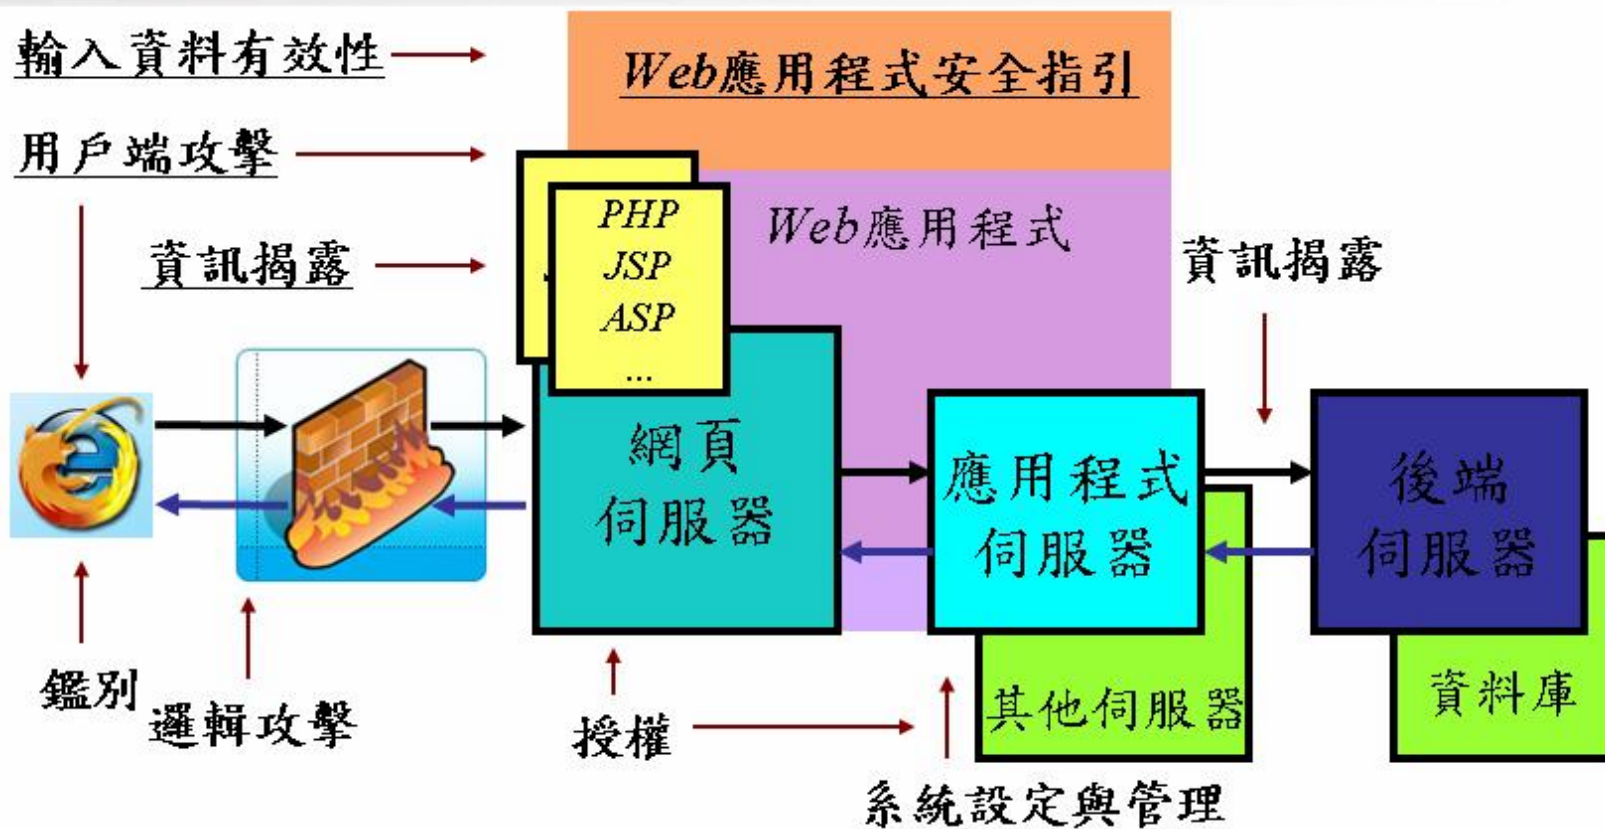 輸入資料有效性
Web應用程式安全指引
用戶端攻擊
PHP
JSP
ASP
...
Web應用程式
資訊揭露
資訊揭露
網頁
伺服器
應用程式
伺服器
後端
伺服器
鑑別
邏輯攻擊
授權
其他伺服器
資料庫
系統設定與管理